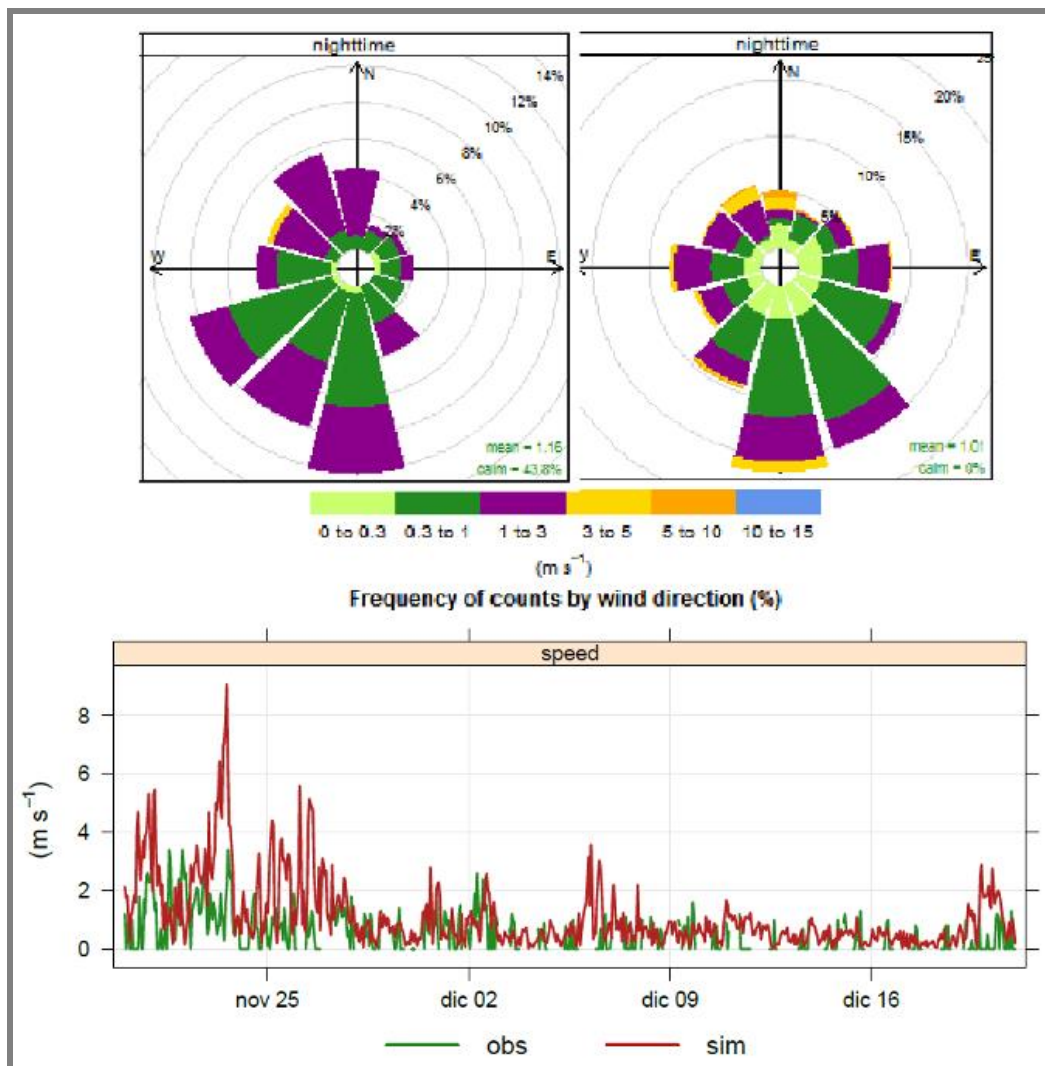 nighttime
N
14%
12%
10%
8%
6%
4%
2%
W
E
mean = 1.16
calm = 43.8%
nighttime
N
20%
15%
10%
5%
E
mean = 1.01
calm = 0%
0 to 0.3 0.3 to 1 1 to 3 3 to 5 5 to 10 10 to 15
(m s⁻¹)
Frequency of counts by wind direction (%)
speed
8
6
4
2
0
(m s⁻¹)
nov 25 dic 02 dic 09 dic 16
obs sim